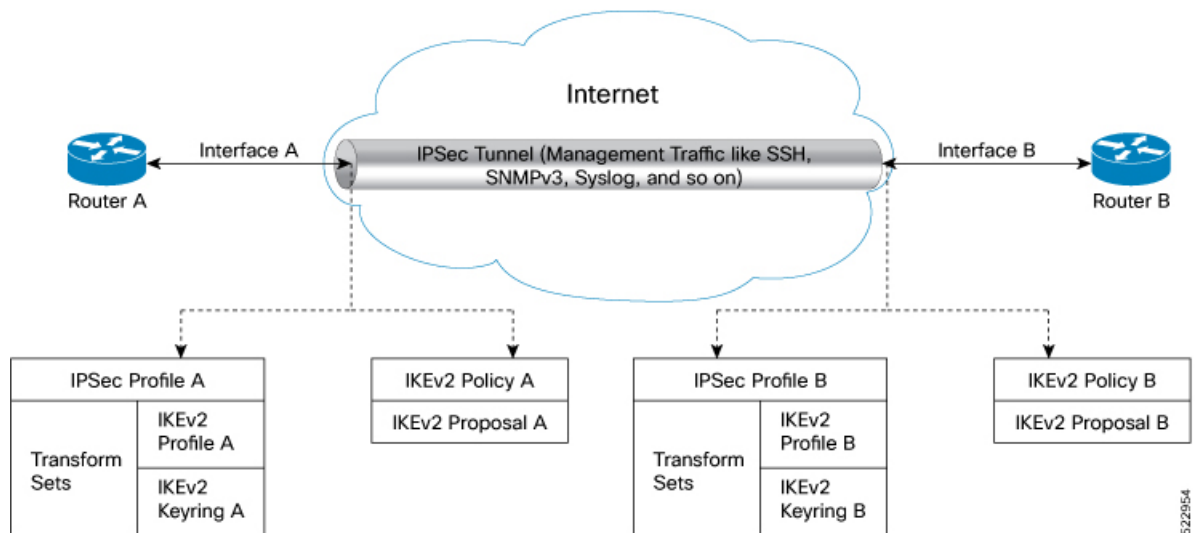 Internet
Interface A
IPSec Tunnel (Management Traffic like SSH,
SNMPv3, Syslog, and so on)
Interface B
Router A
Router B
IPSec Profile A
Transform
Sets
IKEv2
Profile A
IKEv2
Keyring A
IKEv2 Policy A
IKEv2 Proposal A
IPSec Profile B
Transform
Sets
IKEv2
Profile B
IKEv2
Keyring B
IKEv2 Policy B
IKEv2 Proposal B
522954